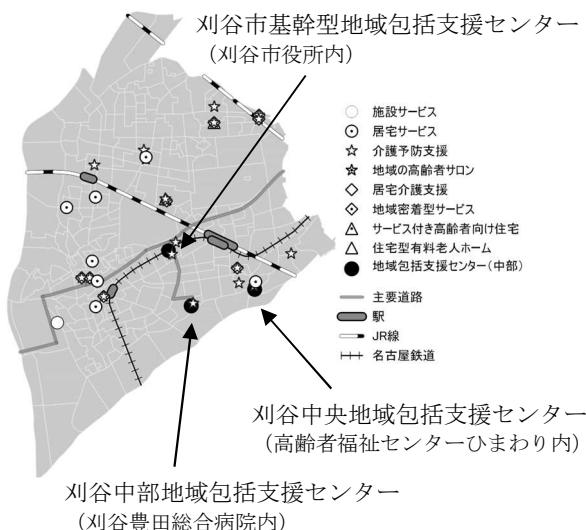 刈谷市基幹型地域包括支援センター
（刈谷市役所内）
施設サービス
居宅サービス
介護予防支援
地域の高齢者サロン
居宅介護支援
地域密着型サービス
サービス付き高齢者向け住宅
住宅型有料老人ホーム
地域包括支援センター（中部）
主要道路
駅
JR線
名古屋鉄道
刈谷中央地域包括支援センター
（高齢者福祉センターひまわり内）
刈谷中部地域包括支援センター
（刈谷豊田総合病院内）